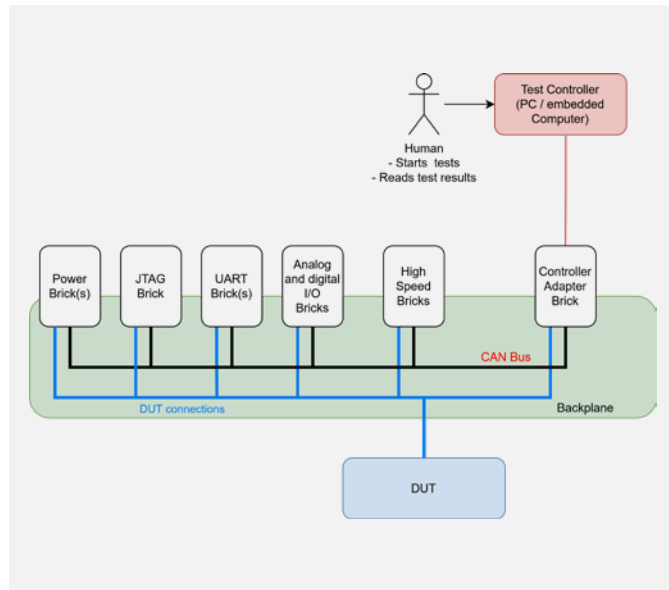 Test Controller
(PC / embedded
Computer)
Human
- Starts tests
- Reads test results
Power
Brick(s)
JTAG
Brick
UART
Brick(s)
Analog
and digital
I/O
Bricks
High
Speed
Bricks
Controller
Adapter
Brick
CAN Bus
DUT connections
Backplane
DUT